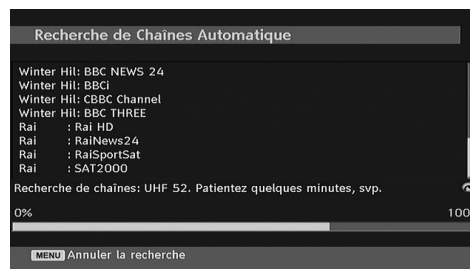 Recherche de Chaînes Automatique
Winter Hil: BBC NEWS 24
Winter Hil: BBCi
Winter Hil: CBBC Channel
Winter Hil: BBC THREE
Rai : Rai HD
Rai : RaiNews24
Rai : RaiSportSat
Rai : SAT2000
Recherche de chaînes: UHF 52. Patientez quelques minutes, svp.
0% 100
MENU Annuler la recherche